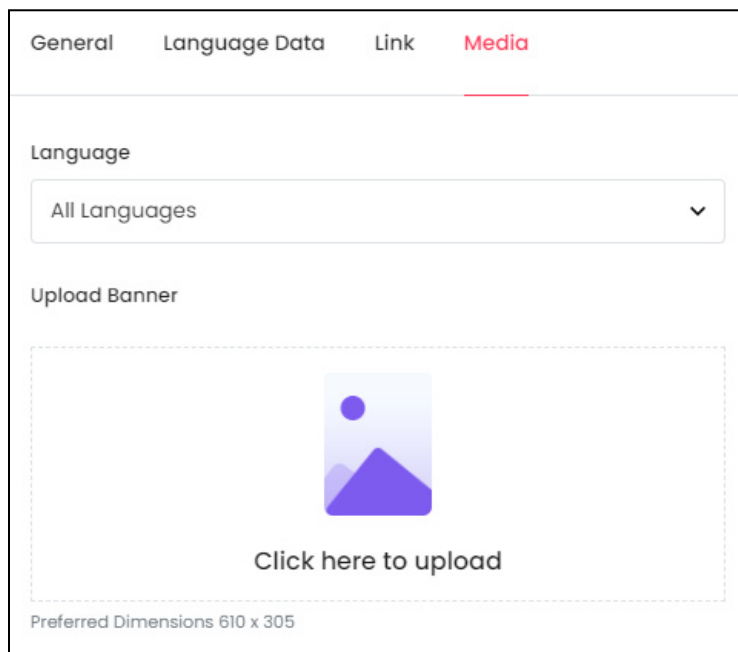 General Language Data Link Media
Language
All Languages
Upload Banner
Click here to upload
Preferred Dimensions 610 x 305